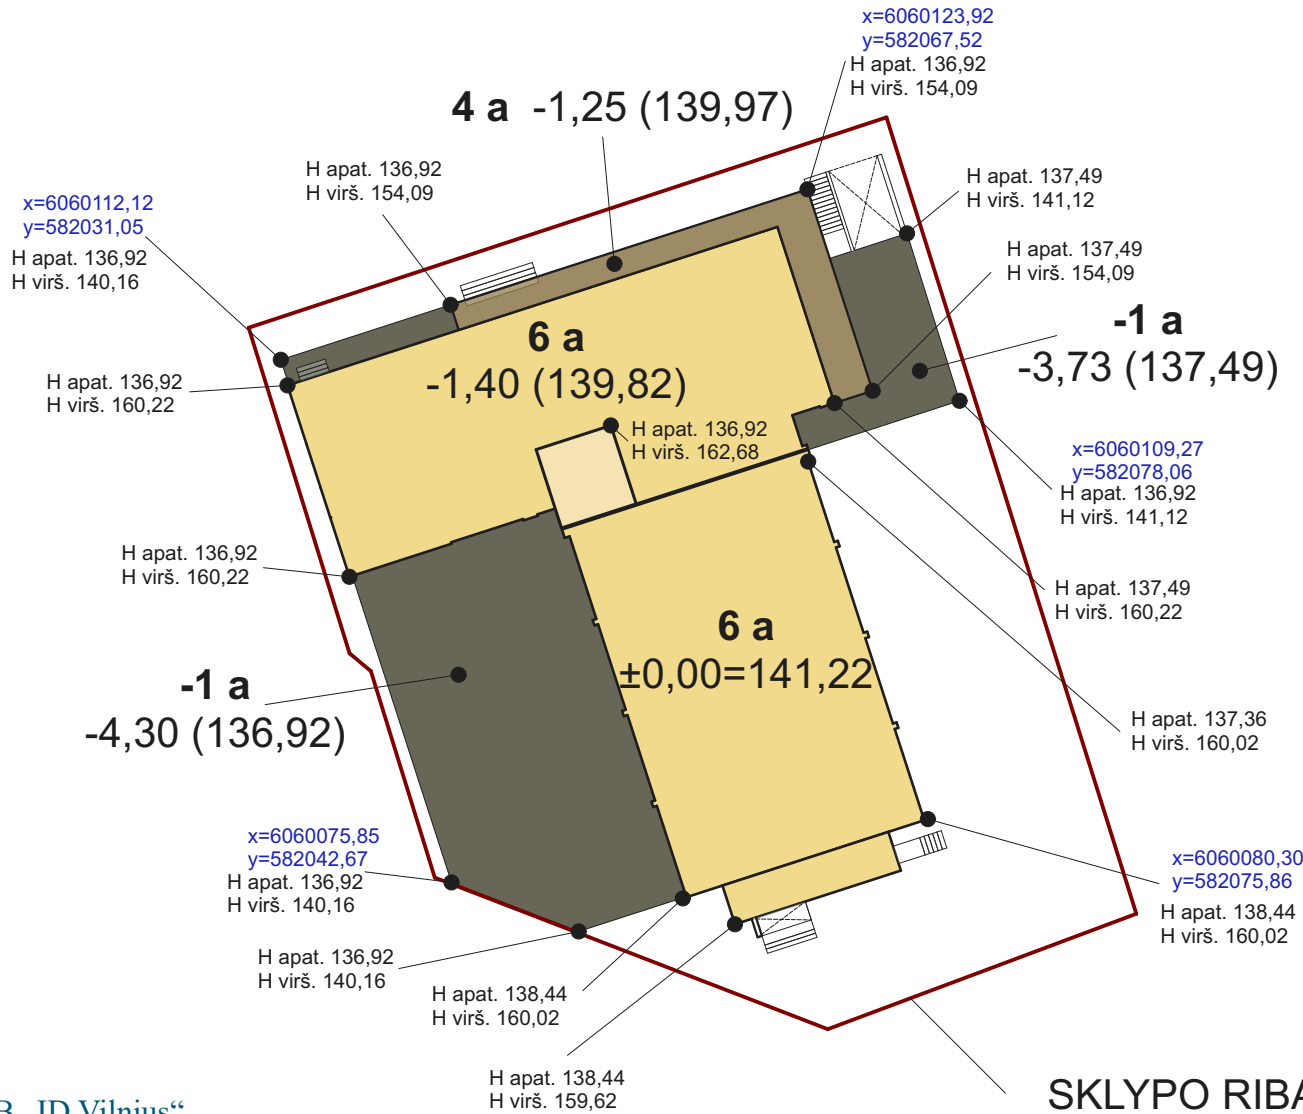 x=6060123,92
y=582067,52
H apat. 136,92
H virš. 154,09
4 a -1,25 (139,97)
H apat. 136,92
H virš. 154,09
H apat. 137,49
H virš. 141,12
x=6060112,12
y=582031,05
H apat. 136,92
H virš. 140,16
H apat. 137,49
H virš. 154,09
-1 a
-3,73 (137,49)
6 a
-1,40 (139,82)
H apat. 136,92
H virš. 160,22
H apat. 136,92
H virš. 162,68
x=6060109,27
y=582078,06
H apat. 136,92
H virš. 141,12
H apat. 136,92
H virš. 160,22
H apat. 137,49
H virš. 160,22
6 a
±0,00=141,22
-1 a
-4,30 (136,92)
H apat. 137,36
H virš. 160,02
x=6060075,85
y=582042,67
H apat. 136,92
H virš. 140,16
x=6060080,30
y=582075,86
H apat. 138,44
H virš. 160,02
H apat. 136,92
H virš. 140,16
H apat. 138,44
H virš. 160,02
H apat. 138,44
H virš. 159,62
SKLYPO RIBA
JD Vilnius“